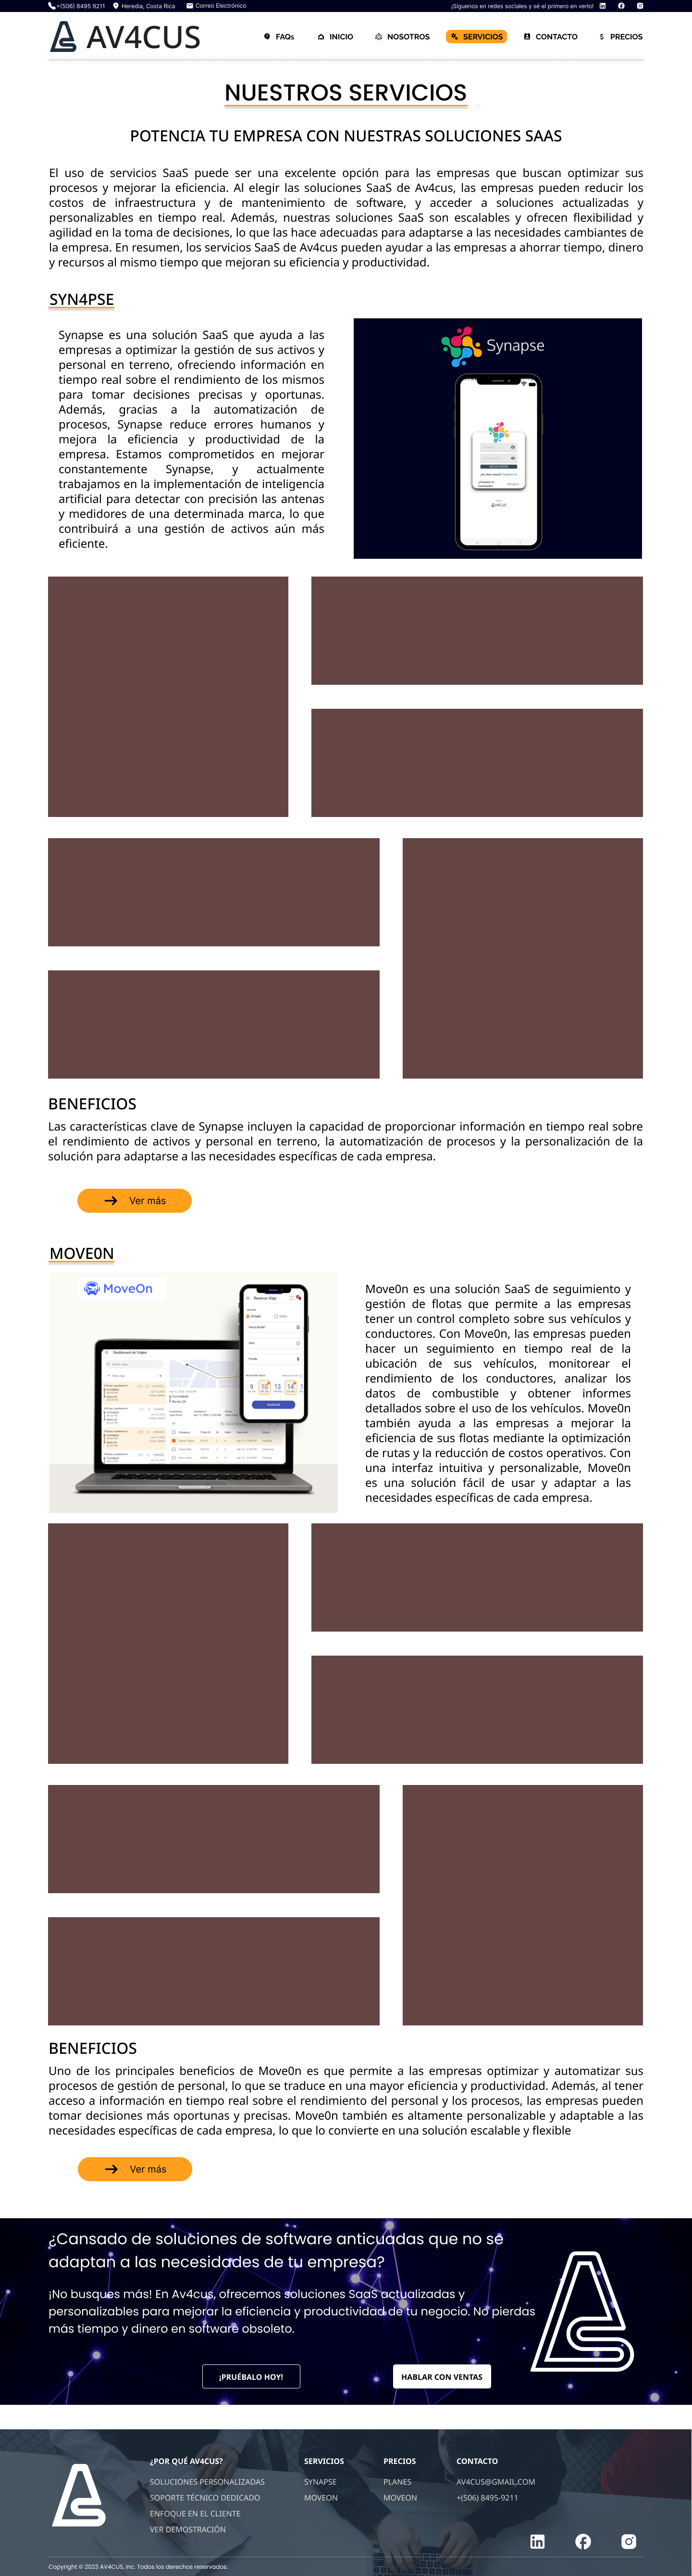 +(506) 8495 9211 Heredia, Costa Rica Correo Electrónico ¡Síguenos en redes sociales y sé el primero en verlo!
AV4CUS
FAQs INICIO NOSOTROS SERVICIOS CONTACTO PRECIOS
NUESTROS SERVICIOS
POTENCIA TU EMPRESA CON NUESTRAS SOLUCIONES SAAS
El uso de servicios SaaS puede ser una excelente opción para las empresas que buscan optimizar sus
procesos y mejorar la eficiencia. Al elegir las soluciones SaaS de Av4cus, las empresas pueden reducir los
costos de infraestructura y de mantenimiento de software, y acceder a soluciones actualizadas y
personalizables en tiempo real. Además, nuestras soluciones SaaS son escalables y ofrecen flexibilidad y
agilidad en la toma de decisiones, lo que las hace adecuadas para adaptarse a las necesidades cambiantes de
la empresa. En resumen, los servicios SaaS de Av4cus pueden ayudar a las empresas a ahorrar tiempo, dinero
y recursos al mismo tiempo que mejoran su eficiencia y productividad.
SYN4PSE
Synapse es una solución SaaS que ayuda a las
empresas a optimizar la gestión de sus activos y
personal en terreno, ofreciendo información en
tiempo real sobre el rendimiento de los mismos
para tomar decisiones precisas y oportunas.
Además, gracias a la automatización de
procesos, Synapse reduce errores humanos y
mejora la eficiencia y productividad de la
empresa. Estamos comprometidos en mejorar
constantemente Synapse, y actualmente
trabajamos en la implementación de inteligencia
artificial para detectar con precisión las antenas
y medidores de una determinada marca, lo que
contribuirá a una gestión de activos aún más
eficiente.
Synapse
AV4CUS
BENEFICIOS
Las características clave de Synapse incluyen la capacidad de proporcionar información en tiempo real sobre
el rendimiento de activos y personal en terreno, la automatización de procesos y la personalización de la
solución para adaptarse a las necesidades específicas de cada empresa.
Ver más
MOVE0N
MoveOn
Dashboard de Viajes
Reserva Viaje
Move0n es una solución SaaS de seguimiento y
gestión de flotas que permite a las empresas
tener un control completo sobre sus vehículos y
conductores. Con Move0n, las empresas pueden
hacer un seguimiento en tiempo real de la
ubicación de sus vehículos, monitorear el
rendimiento de los conductores, analizar los
datos de combustible y obtener informes
detallados sobre el uso de los vehículos. Move0n
también ayuda a las empresas a mejorar la
eficiencia de sus flotas mediante la optimización
de rutas y la reducción de costos operativos. Con
una interfaz intuitiva y personalizable, Move0n
es una solución fácil de usar y adaptar a las
necesidades específicas de cada empresa.
BENEFICIOS
Uno de los principales beneficios de Move0n es que permite a las empresas optimizar y automatizar sus
procesos de gestión de personal, lo que se traduce en una mayor eficiencia y productividad. Además, al tener
acceso a información en tiempo real sobre el rendimiento del personal y los procesos, las empresas pueden
tomar decisiones más oportunas y precisas. Move0n también es altamente personalizable y adaptable a las
necesidades específicas de cada empresa, lo que lo convierte en una solución escalable y flexible
Ver más
¿Cansado de soluciones de software anticuadas que no se
adaptan a las necesidades de tu empresa?
¡No busques más! En Av4cus, ofrecemos soluciones SaaS actualizadas y
personalizables para mejorar la eficiencia y productividad de tu negocio. No pierdas
más tiempo y dinero en software obsoleto.
¡PRUÉBALO HOY! HABLAR CON VENTAS
¿POR QUÉ AV4CUS? SERVICIOS PRECIOS CONTACTO
SOLUCIONES PERSONALIZADAS SYNAPSE PLANES AV4CUS@GMAIL.COM
SOPORTE TÉCNICO DEDICADO MOVEON MOVEON +(506) 8495-9211
ENFOQUE EN EL CLIENTE
VER DEMOSTRACIÓN
Copyright © 2023 AV4CUS, Inc. Todos los derechos reservados.